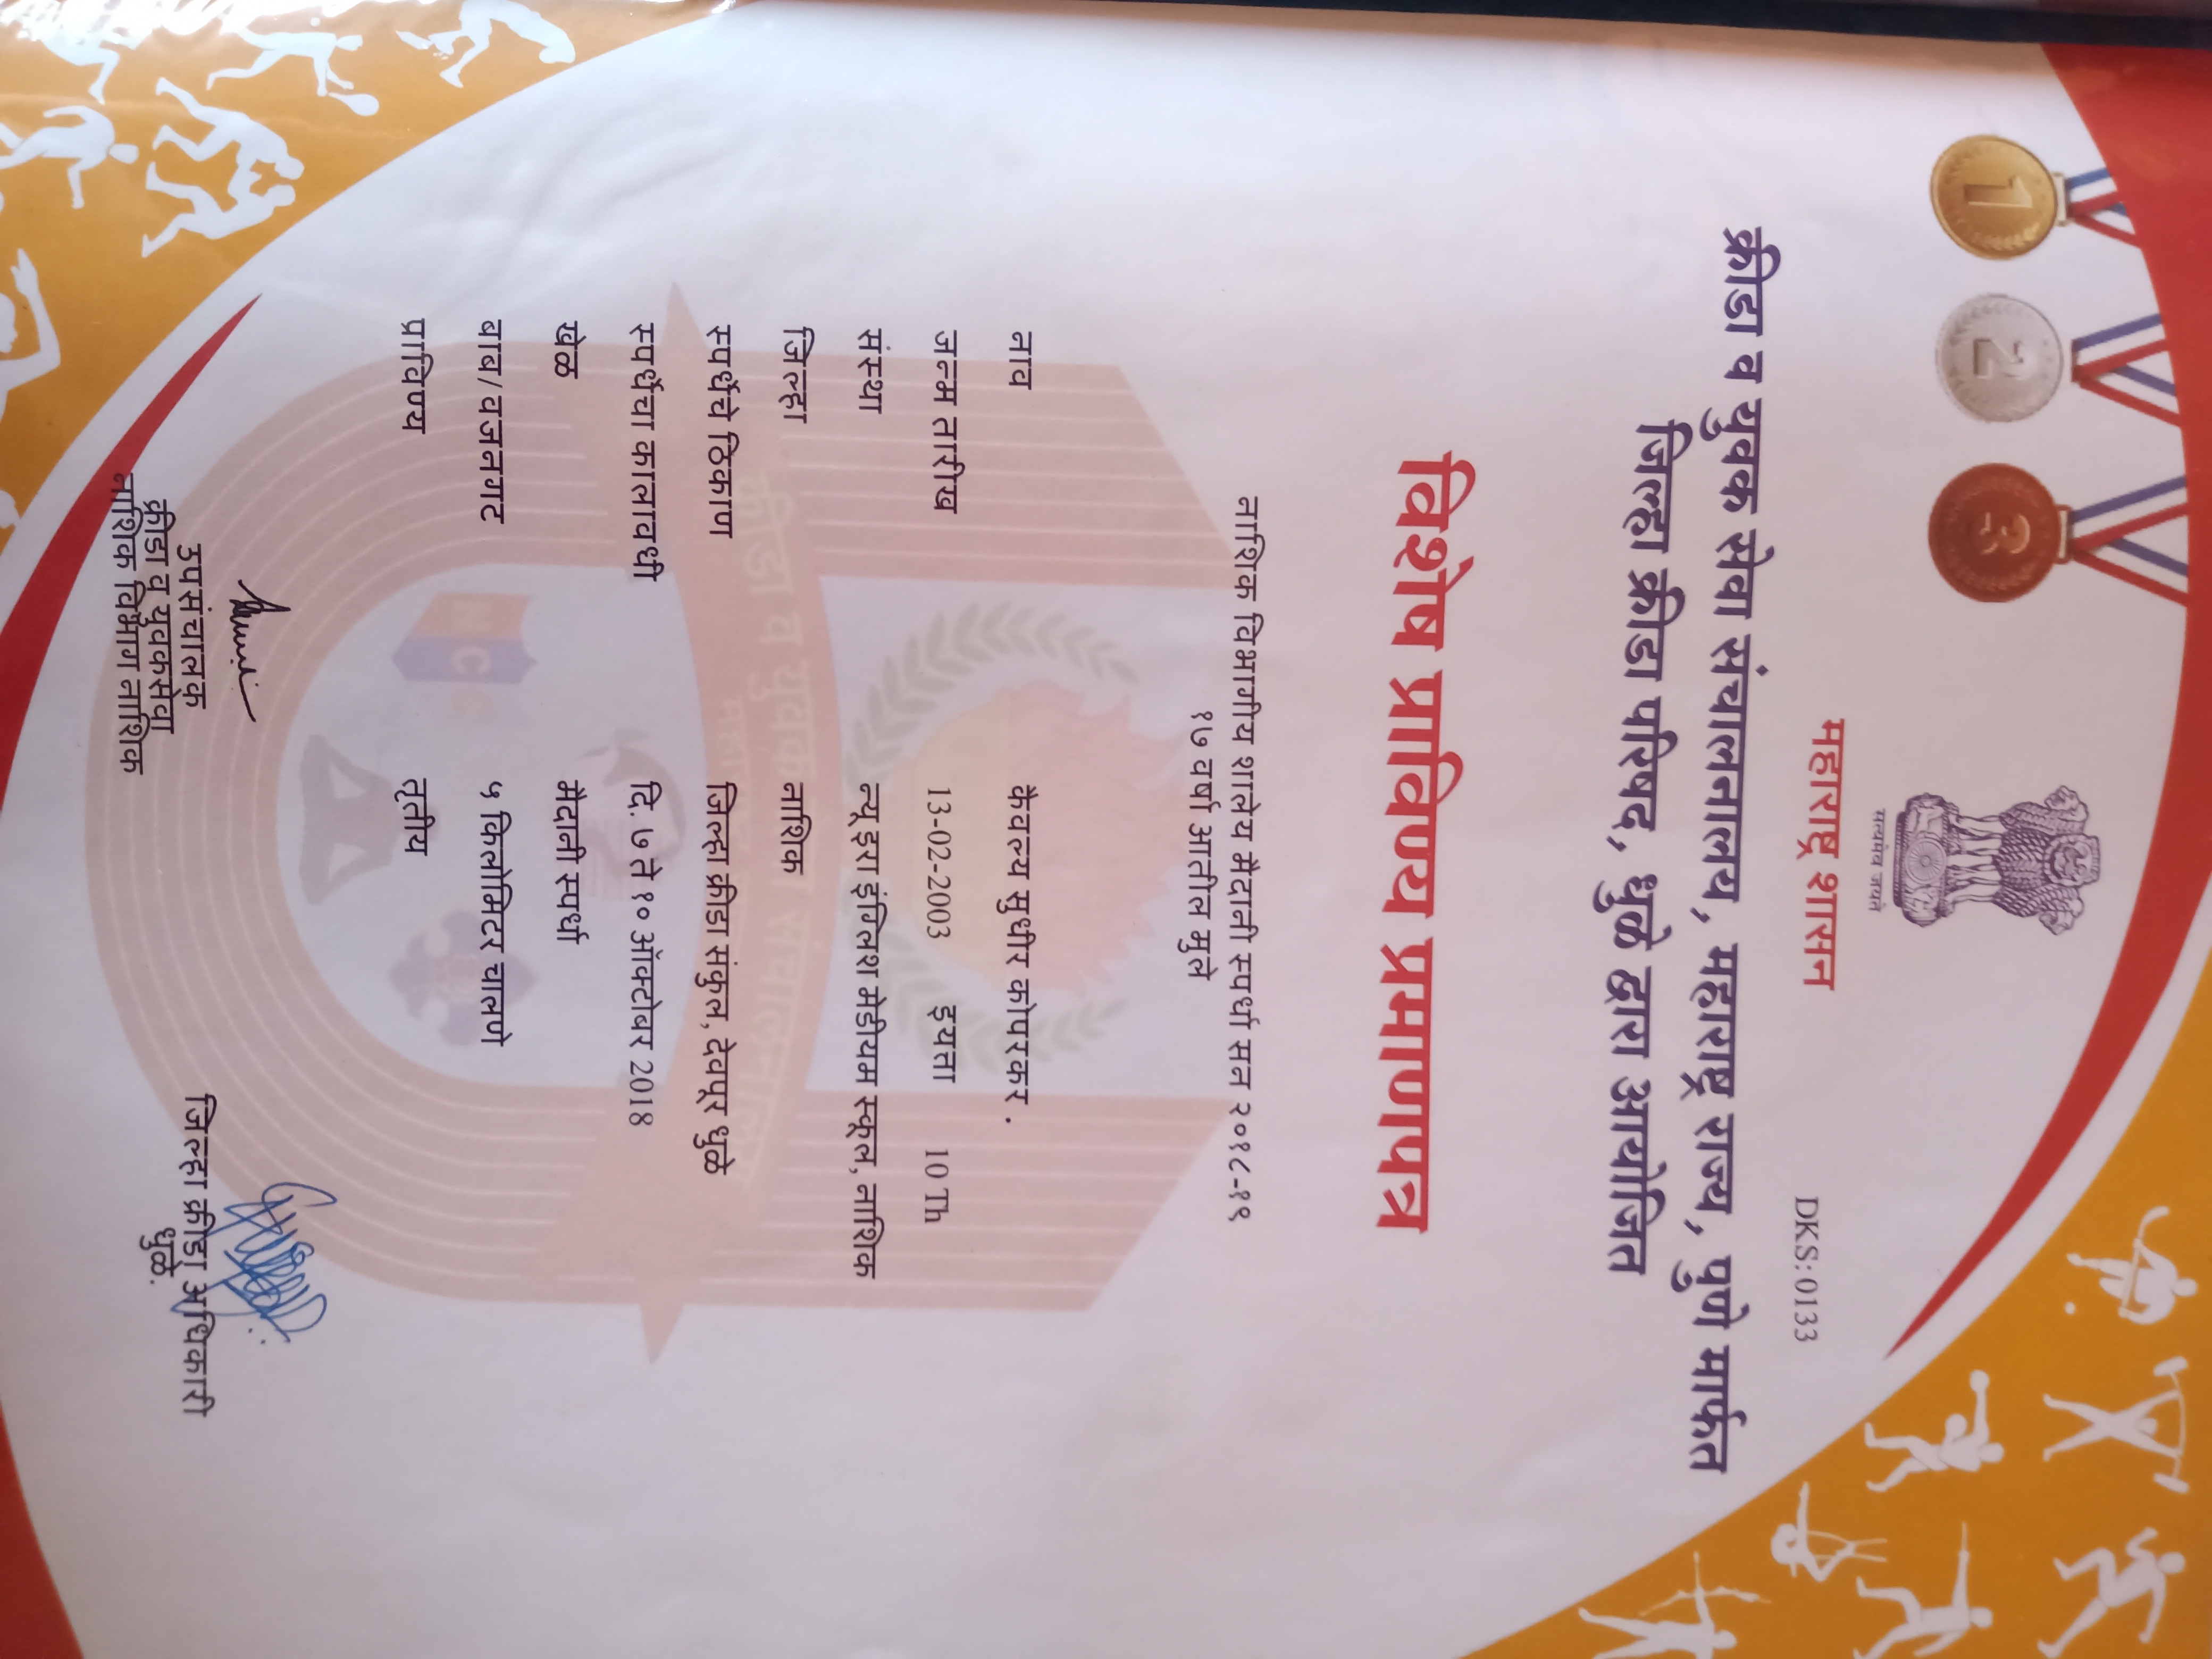 1 2 3
सत्यमेव जयते
महाराष्ट्र शासन
DKS: 0133
क्रीडा व युवक सेवा संचालनालय, महाराष्ट्र राज्य, पुणे मार्फत
जिल्हा क्रीडा परिषद, धुळे द्वारा आयोजित
विशेष प्राविण्य प्रमाणपत्र
नाशिक विभागीय शालेय मैदानी स्पर्धा सन २०१८-१९
१७ वर्षा आतील मुले
नाव कैवल्य सुधीर कोपरकर .
जन्म तारीख 13-02-2003 इयत्ता 10 Th
संस्था न्यू इरा इंग्लिश मेडीयम स्कूल, नाशिक
जिल्हा नाशिक
क्रीडा व युवक संचालनालय
स्पर्धेचे ठिकाण जिल्हा क्रीडा संकुल, देवपूर धुळे
स्पर्धेचा कालावधी दि. ७ ते १० ऑक्टोबर 2018
खेळ मैदानी स्पर्धा
बाब/ वजनगट ५ किलोमिटर चालणे
NCC
प्राविण्य तृतीय
उपसंचालक
क्रीडा व युवकसेवा
नाशिक विभाग नाशिक
जिल्हा क्रीडा अधिकारी
धुळे.